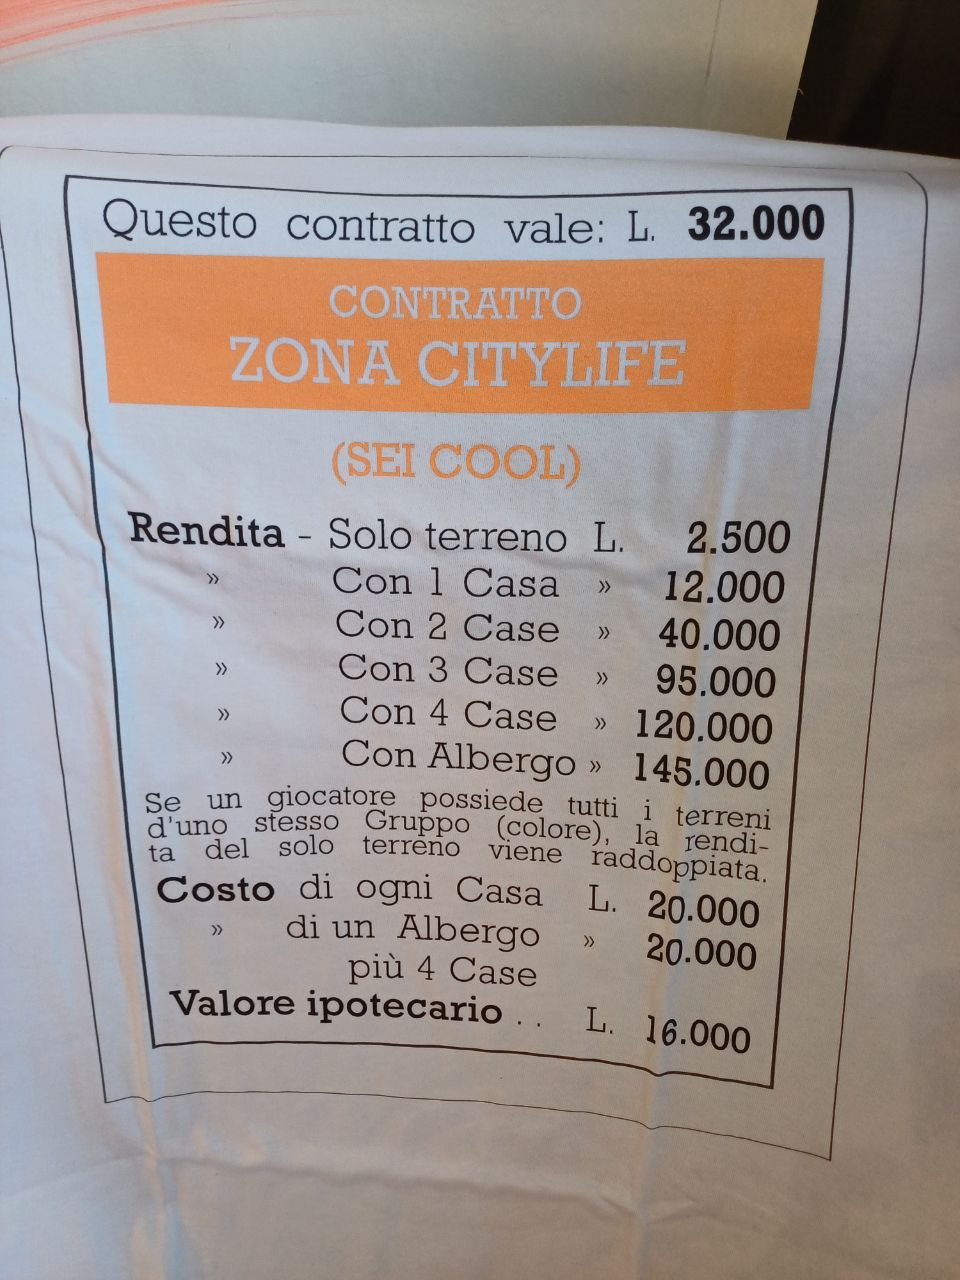 Questo contratto vale: L. 32.000
CONTRATTO
ZONA CITYLIFE
(SEI COOL)
Rendita - Solo terreno L. 2.500
» Con 1 Casa » 12.000
» Con 2 Case » 40.000
» Con 3 Case » 95.000
» Con 4 Case » 120.000
» Con Albergo » 145.000
Se un giocatore possiede tutti i terreni
d'uno stesso Gruppo (colore), la rendi-
ta del solo terreno viene raddoppiata.
Costo di ogni Casa L. 20.000
» di un Albergo » 20.000
più 4 Case
Valore ipotecario . . L. 16.000